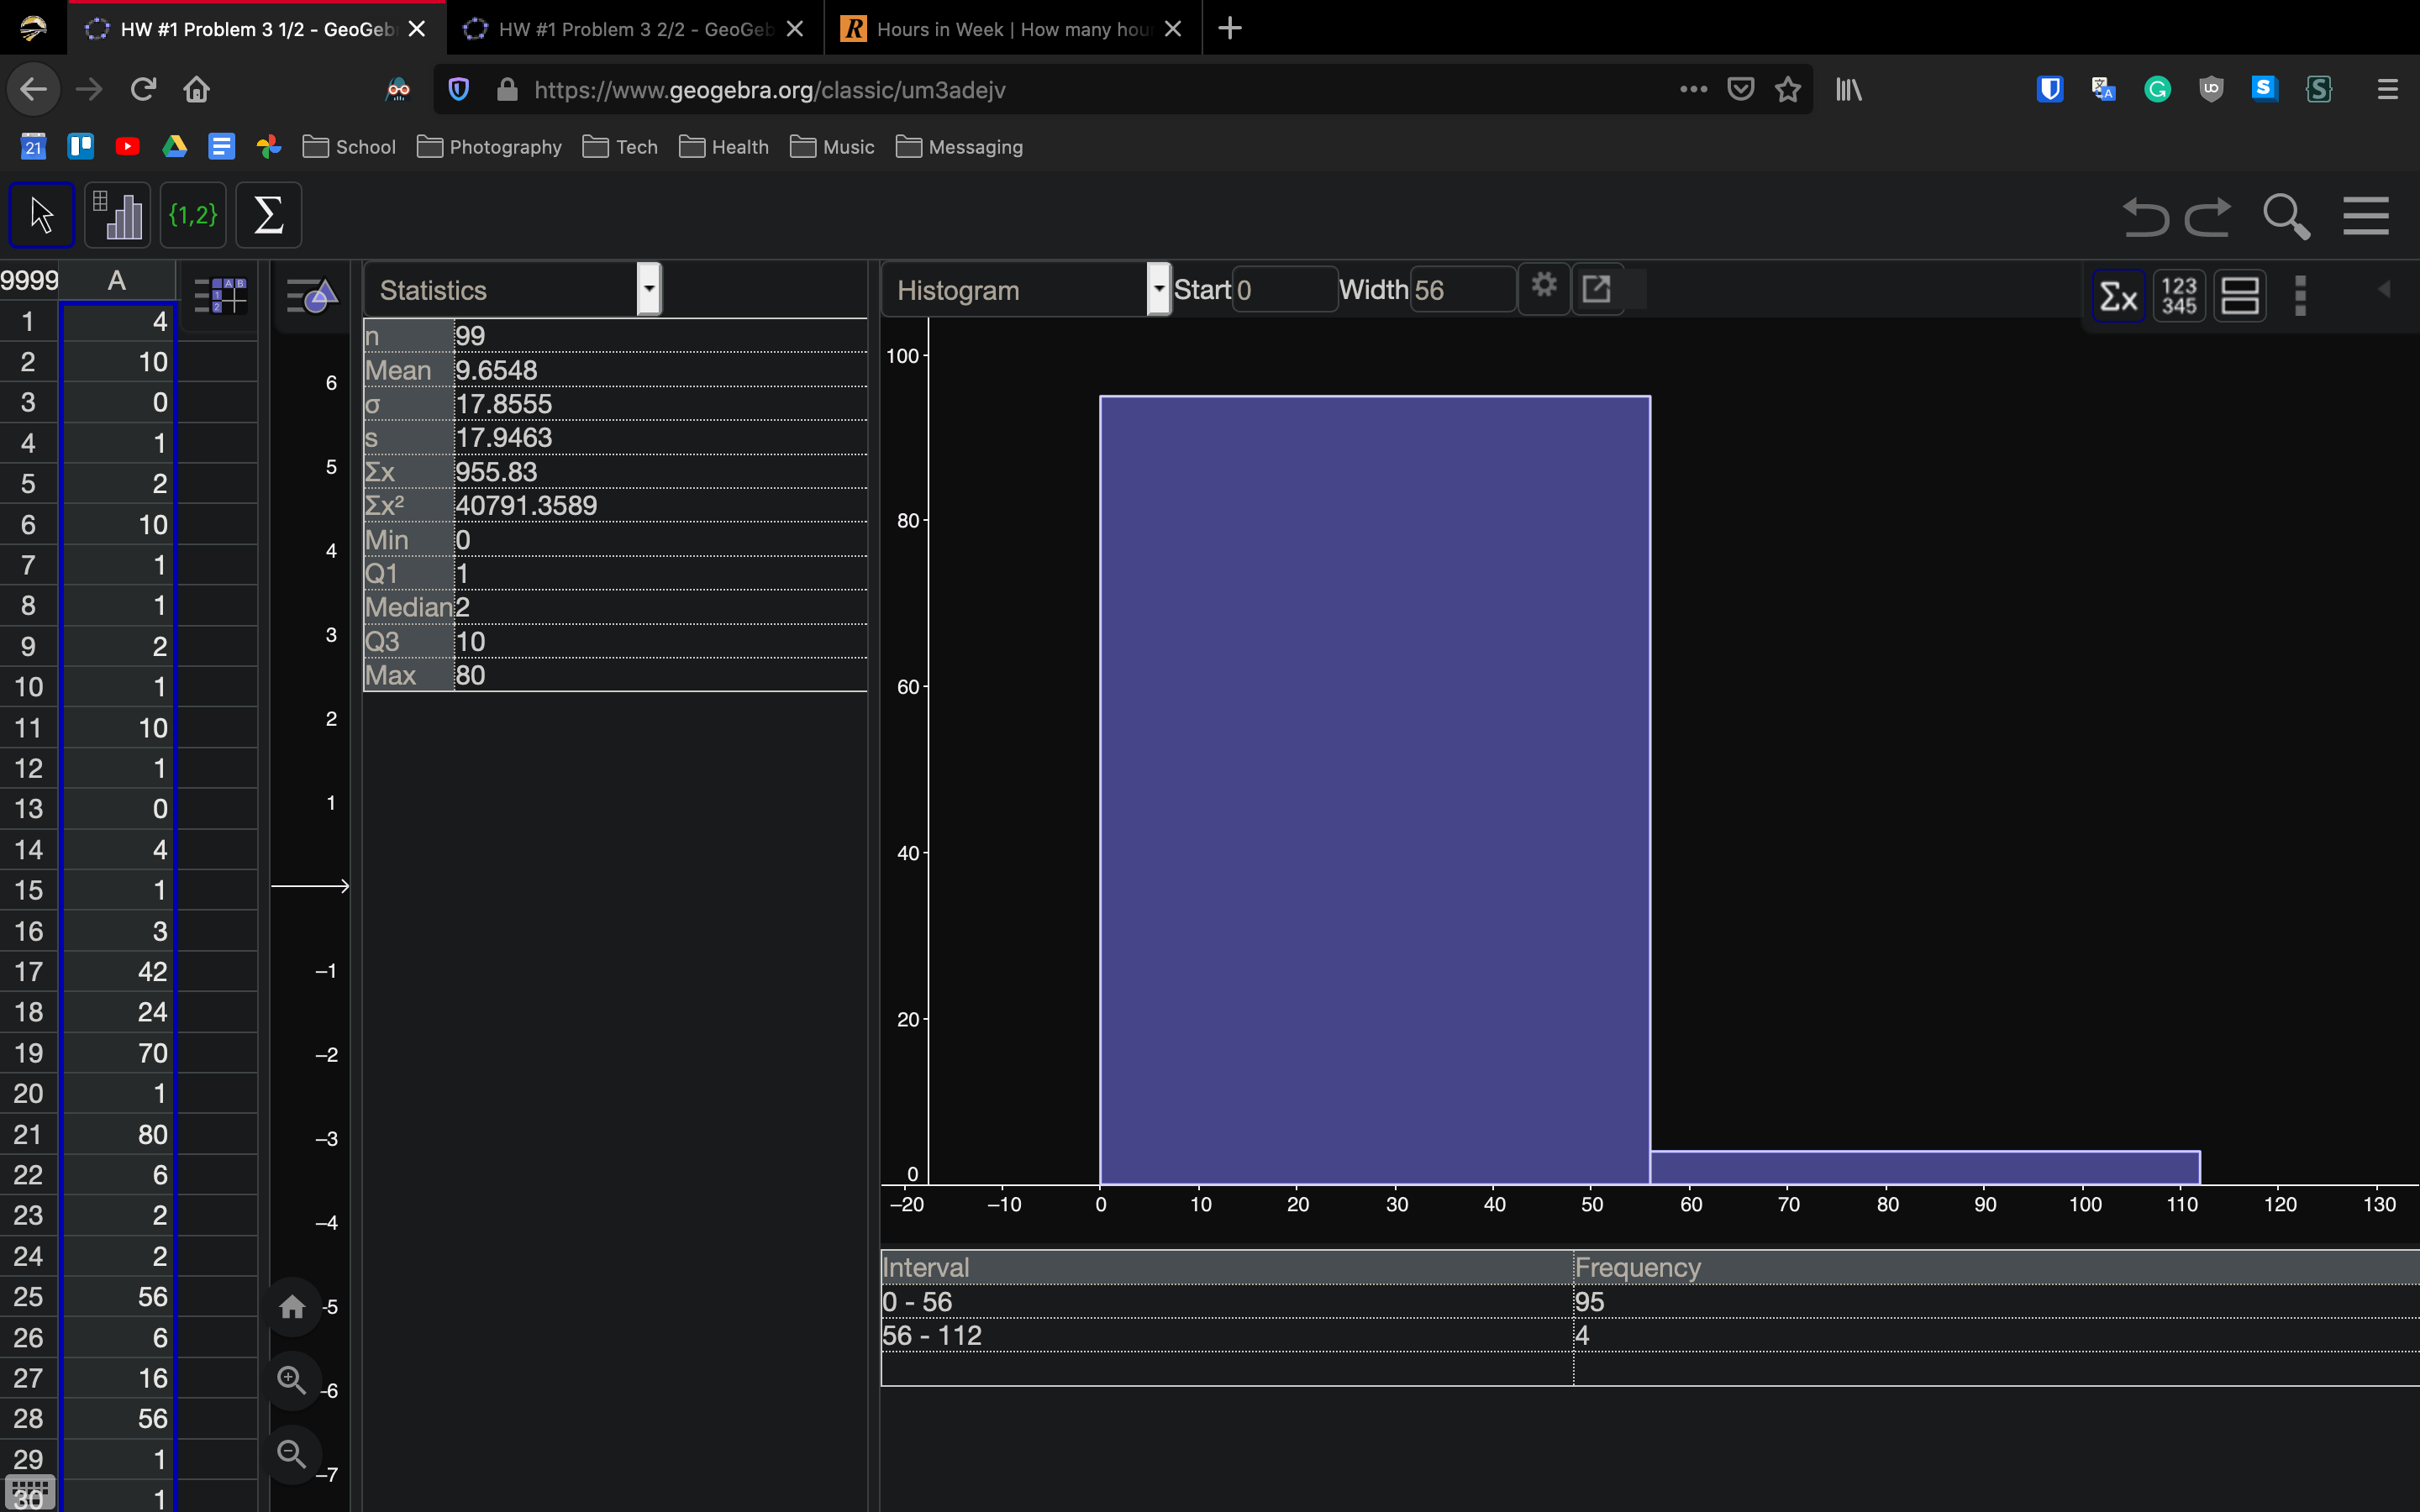 HW #1 Problem 3 1/2 - GeoGeb
HW #1 Problem 3 2/2 - GeoGeb
R Hours in Week | How many hou
https://www.geogebra.org/classic/um3adejv
21 School Photography Tech Health Music Messaging
{1,2} Σ
9999 A
1 4
2 10
3 0
4 1
5 2
6 10
7 1
8 1
9 2
10 1
11 10
12 1
13 0
14 4
15 1
16 3
17 42
18 24
19 70
20 1
21 80
22 6
23 2
24 2
25 56
26 6
27 16
28 56
29 1
30 1
6
5
4
3
2
1
–1
–2
–3
–4
-5
-6
–7
Statistics
n 99
Mean 9.6548
σ 17.8555
s 17.9463
Σx 955.83
Σx² 40791.3589
Min 0
Q1 1
Median 2
Q3 10
Max 80
Histogram Start 0 Width 56
Σx 123 345
100
80
60
40
20
0
–20 –10 0 10 20 30 40 50 60 70 80 90 100 110 120 130
Interval Frequency
0 - 56 95
56 - 112 4